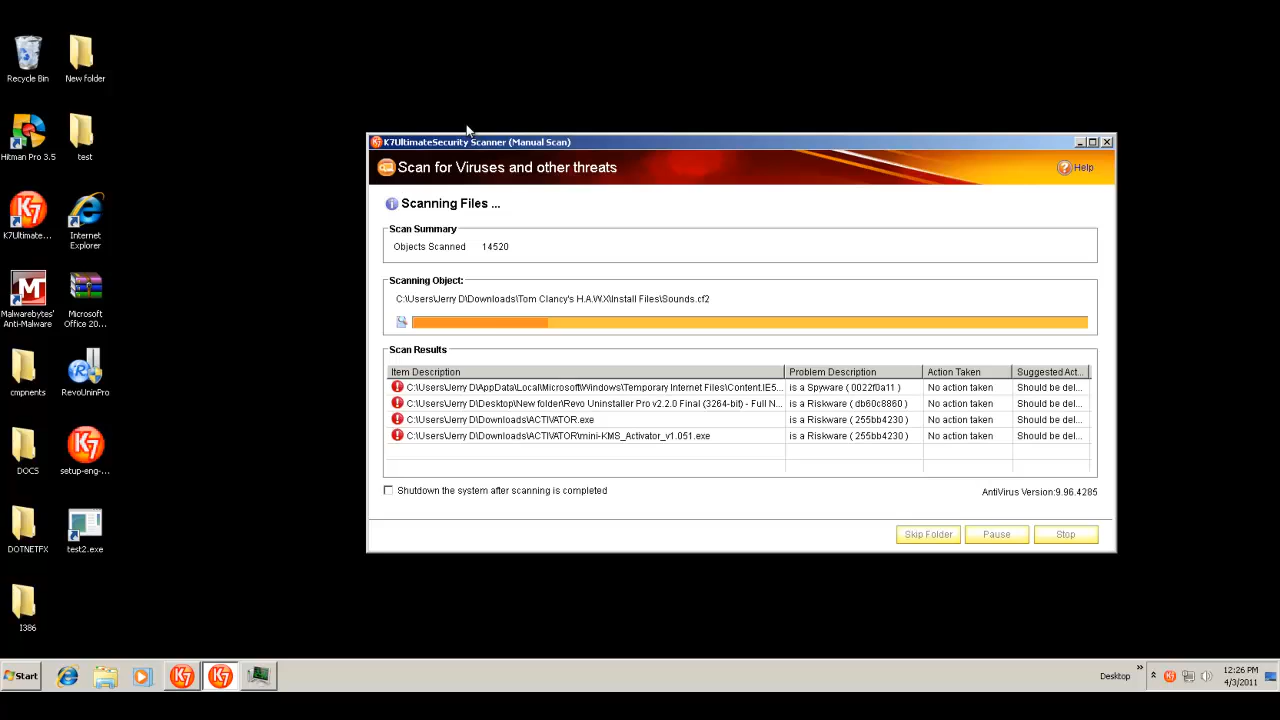 Recycle Bin
New folder
Hitman Pro 3.5
test
K7Ultimate...
Internet
Explorer
Malwarebytes'
Anti-Malware
Microsoft
Office 20...
cmpnents
RevoUninPro
DOCS
setup-eng-...
DOTNETFX
test2.exe
I386
K7UltimateSecurity Scanner (Manual Scan)
Scan for Viruses and other threats
Help
Scanning Files ...
Scan Summary
Objects Scanned 14520
Scanning Object:
C:\Users\Jerry D\Downloads\Tom Clancy's H.A.W.X\Install Files\Sounds.cf2
Scan Results
Item Description Problem Description Action Taken Suggested Act...
C:\Users\Jerry D\AppData\Local\Microsoft\Windows\Temporary Internet Files\Content.IE5... is a Spyware ( 0022f0a11 ) No action taken Should be del...
C:\Users\Jerry D\Desktop\New folder\Revo Uninstaller Pro v2.2.0 Final (3264-bit) - Full N... is a Riskware ( db60c8860 ) No action taken Should be del...
C:\Users\Jerry D\Downloads\ACTIVATOR.exe is a Riskware ( 255bb4230 ) No action taken Should be del...
C:\Users\Jerry D\Downloads\ACTIVATOR\mini-KMS_Activator_v1.051.exe is a Riskware ( 255bb4230 ) No action taken Should be del...
Shutdown the system after scanning is completed
AntiVirus Version:9.96.4285
Skip Folder Pause Stop
Start
K7
K7
Desktop
12:26 PM
4/3/2011